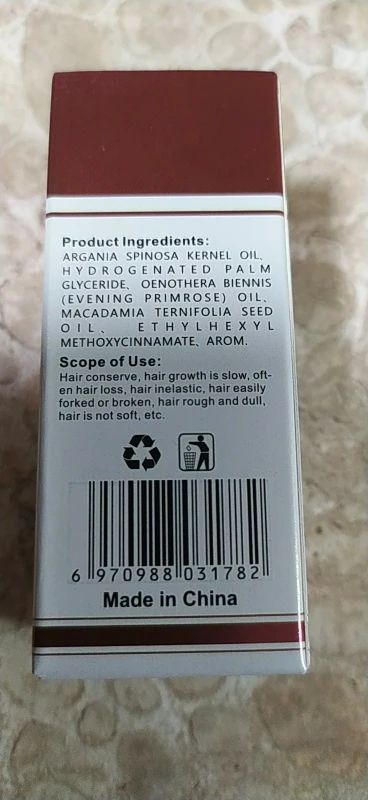 Product Ingredients:
ARGANIA SPINOSA KERNEL OIL、
HYDROGENATED PALM
GLYCERIDE、OENOTHERA BIENNIS
(EVENING PRIMROSE) OIL、
MACADAMIA TERNIFOLIA SEED
OIL、ETHYLHEXYL
METHOXYCINNAMATE、AROM.
Scope of Use:
Hair conserve, hair growth is slow, oft-
en hair loss, hair inelastic, hair easily
forked or broken, hair rough and dull,
hair is not soft, etc.
6 970988 031782
Made in China